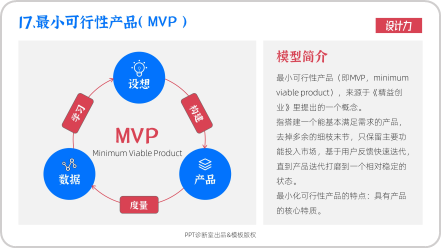 17.最小可行性产品( MVP )
设计力
设想
学习
构建
MVP
Minimum Viable Product
数据
产品
度量
模型简介
最小可行性产品（即MVP，minimum
viable product），来源于《精益创
业》里提出的一个概念。
指搭建一个能基本满足需求的产品，
去掉多余的细枝末节，只保留主要功
能投入市场，基于用户反馈快速迭代，
直到产品迭代打磨到一个相对稳定的
状态。
最小化可行产品的特点：具有产品
的核心特质。
PPT诊断室出品&模板版权